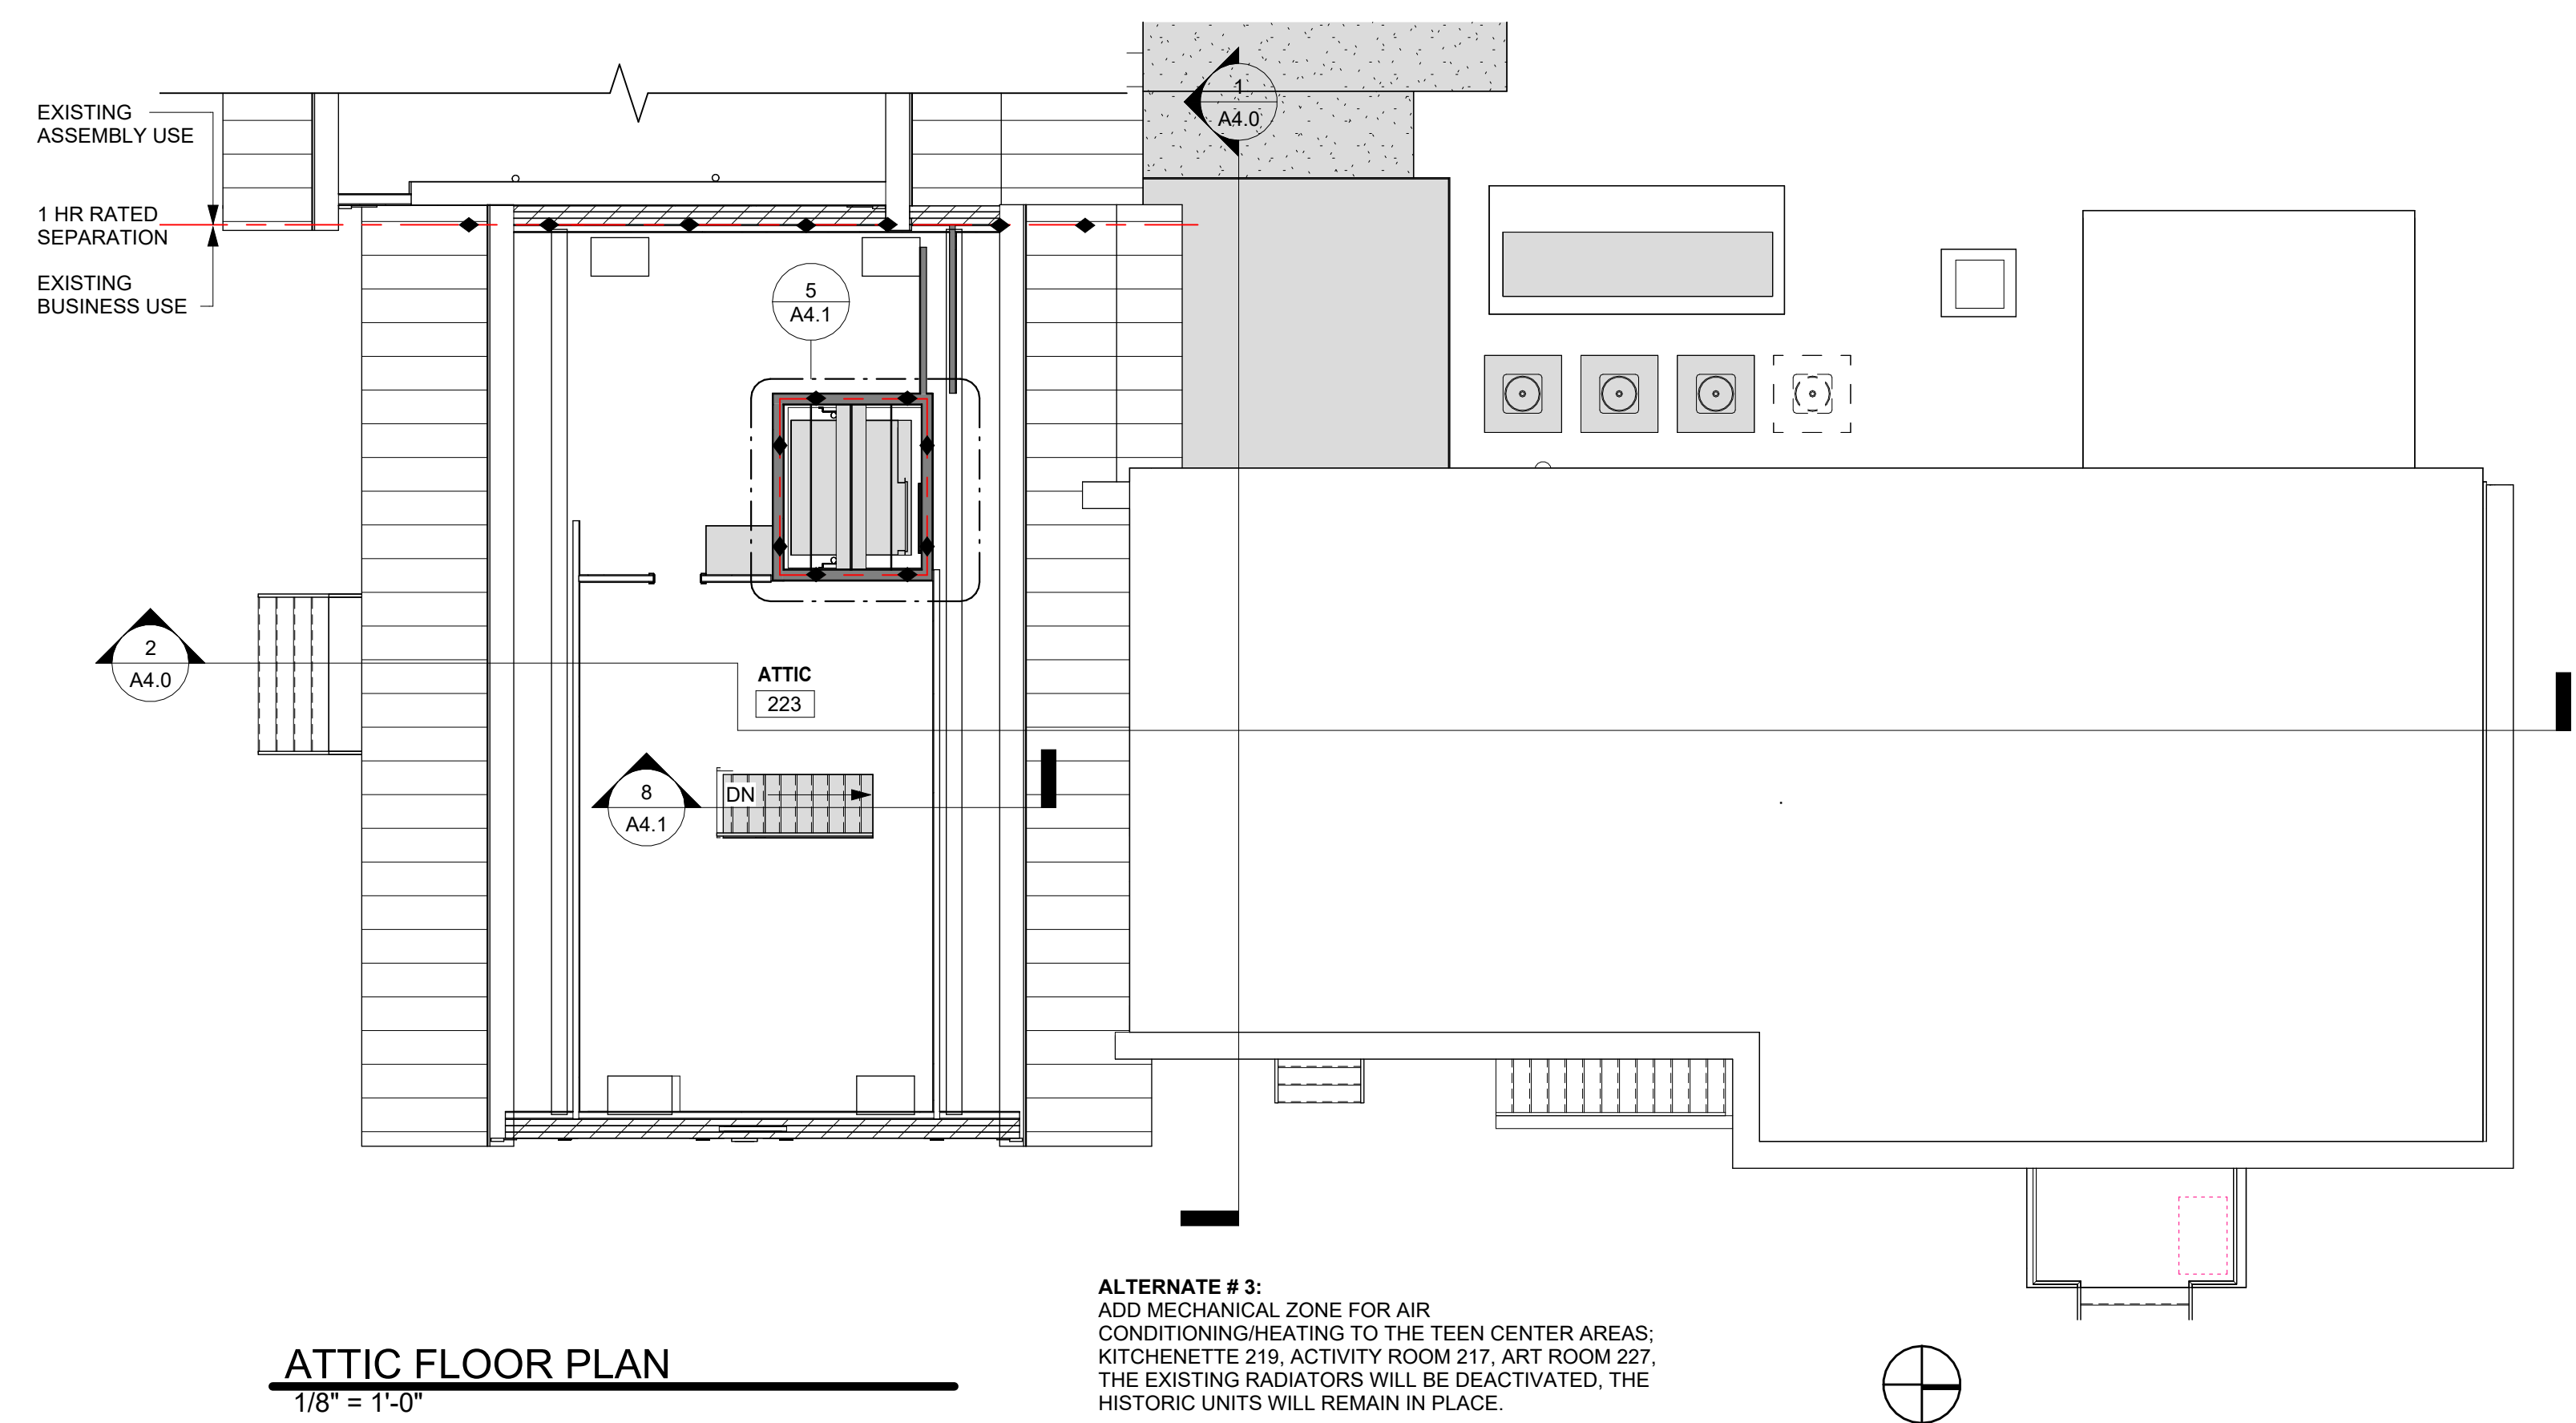 EXISTING
ASSEMBLY USE
1 HR RATED
SEPARATION
EXISTING
BUSINESS USE
1
A4.0
5
A4.1
2
A4.0
ATTIC
223
8
A4.1
DN
ALTERNATE # 3:
ADD MECHANICAL ZONE FOR AIR
CONDITIONING/HEATING TO THE TEEN CENTER AREAS;
KITCHENETTE 219, ACTIVITY ROOM 217, ART ROOM 227,
THE EXISTING RADIATORS WILL BE DEACTIVATED, THE
HISTORIC UNITS WILL REMAIN IN PLACE.
ATTIC FLOOR PLAN
1/8" = 1'-0"